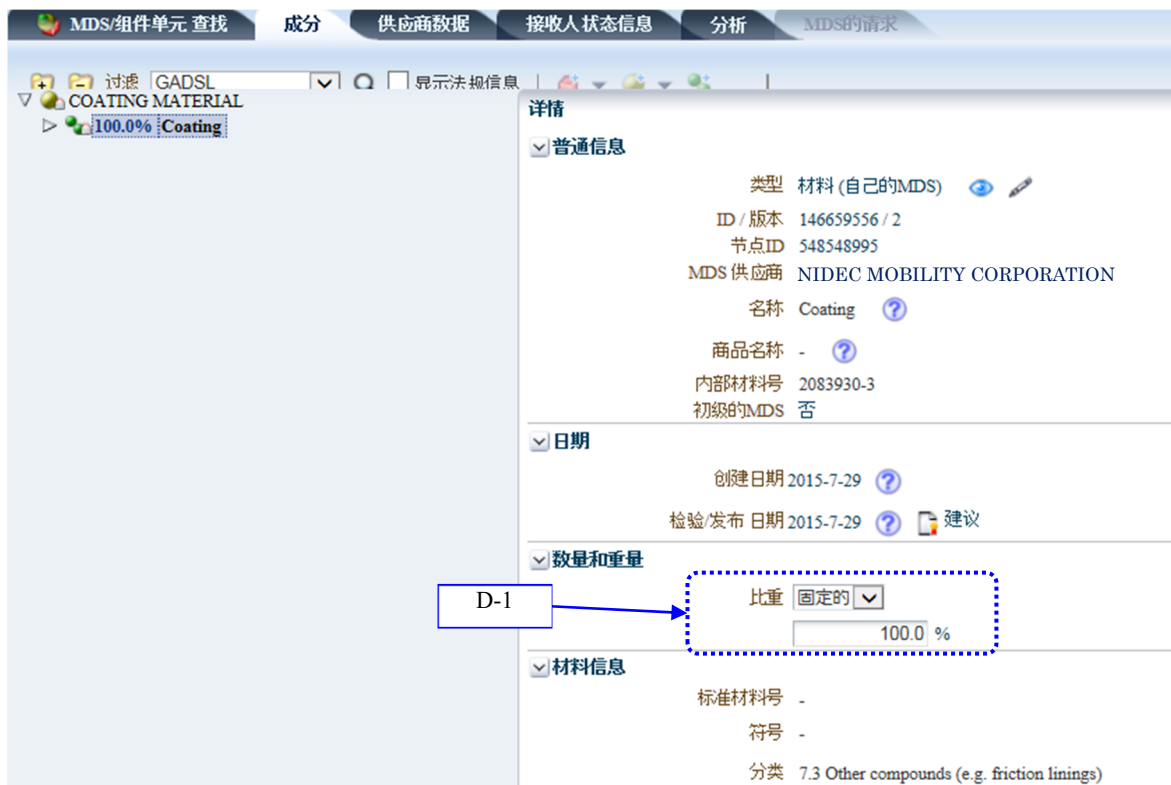 MDS/组件单元 查找 成分 供应商数据 接收人状态信息 分析 MDS的请求
过滤 GADSL 显示法规信息
COATING MATERIAL
100.0% Coating
详情
普通信息
类型 材料 (自己的MDS)
ID / 版本 146659556 / 2
节点ID 548548995
MDS 供应商 NIDEC MOBILITY CORPORATION
名称 Coating
商品名称 -
内部材料号 2083930-3
初级的MDS 否
日期
创建日期 2015-7-29
检验/发布 日期 2015-7-29 建议
数量和重量
D-1
比重 固定的
100.0 %
材料信息
标准材料号 -
符号 -
分类 7.3 Other compounds (e.g. friction linings)